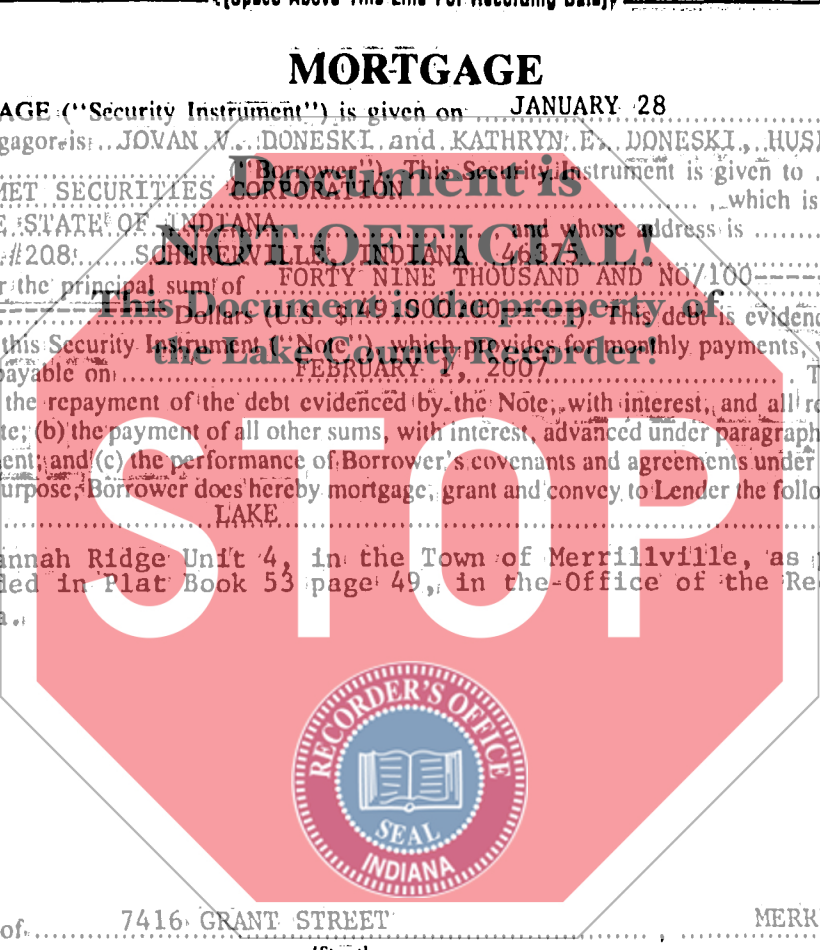 (Space Above This Line For Recording Data)
MORTGAGE
AGE ("Security Instrument") is given on JANUARY 28
gagor is JOVAN V. DONESKI and KATHRYN E. DONESKI, HUS
Document is
("Borrower"). This Security Instrument is given to
MET SECURITIES CORPORATION, which is
E STATE OF INDIANA and whose address is
NOT OFFICIAL!
#208 SCHERERVILLE, INDIANA 46375
r the principal sum of FORTY NINE THOUSAND AND NO/100----
This Document is the property of
Dollars (U.S. $ 49,000.00). This debt is evidenc
the Lake County Recorder!
this Security Instrument ("Note"), which provides for monthly payments,
payable on FEBRUARY 2007
the repayment of the debt evidenced by the Note, with interest, and all re
te; (b) the payment of all other sums, with interest, advanced under paragraph
ent; and (c) the performance of Borrower's covenants and agreements under
urpose, Borrower does hereby mortgage, grant and convey to Lender the follo
LAKE
annah Ridge Unit 4, in the Town of Merrillville, as p
ded in Plat Book 53 page 49, in the Office of the Re
a.
STOP
RECORDER'S OFFICE
SEAL
INDIANA
of 7416 GRANT STREET, MERR